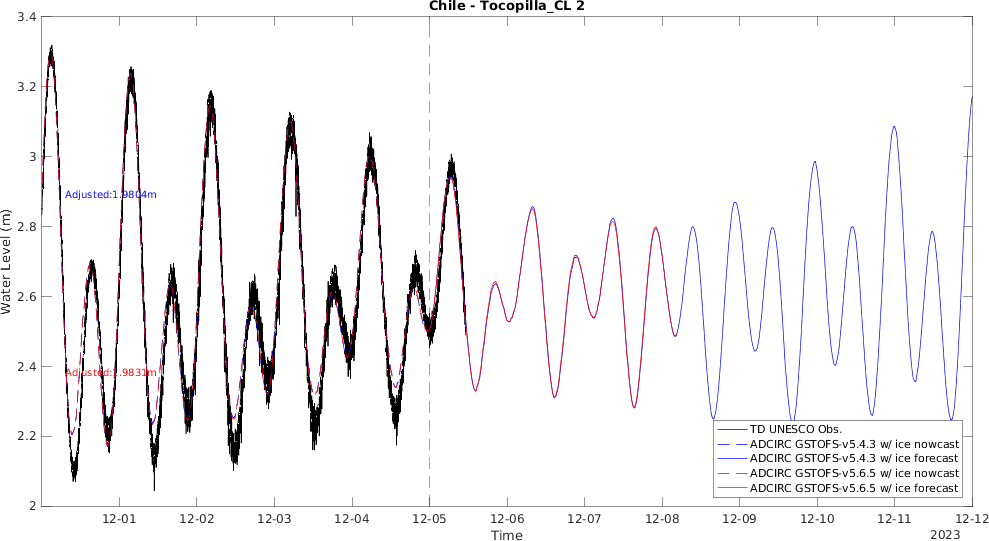 Chile - Tocopilla_CL 2
3.4
3.2
3
2.8
2.6
2.4
2.2
2
Water Level (m)
Adjusted:1.9804m
Adjusted:1.9831m
TD UNESCO Obs.
ADCIRC GSTOFS-v5.4.3 w/ ice nowcast
ADCIRC GSTOFS-v5.4.3 w/ ice forecast
ADCIRC GSTOFS-v5.6.5 w/ ice nowcast
ADCIRC GSTOFS-v5.6.5 w/ ice forecast
12-01 12-02 12-03 12-04 12-05 12-06 12-07 12-08 12-09 12-10 12-11 12-12
Time
2023